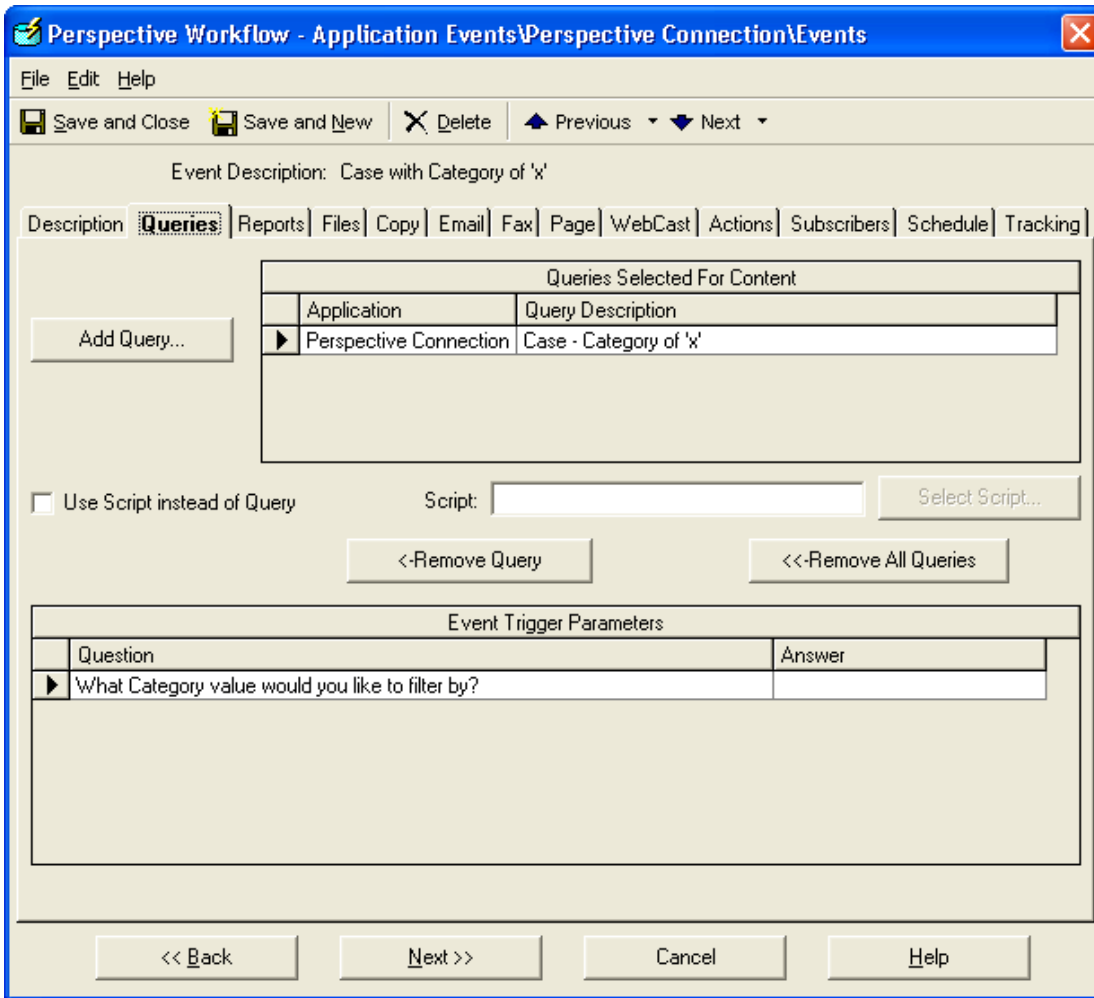 Perspective Workflow - Application Events\Perspective Connection\Events
File Edit Help
Save and Close Save and New Delete Previous Next
Event Description: Case with Category of 'x'
Description Queries Reports Files Copy Email Fax Page WebCast Actions Subscribers Schedule Tracking
Queries Selected For Content
Application Query Description
Add Query... Perspective Connection Case - Category of 'x'
Use Script instead of Query Script: Select Script...
<-Remove Query <<-Remove All Queries
Event Trigger Parameters
Question Answer
What Category value would you like to filter by?
<< Back Next >> Cancel Help